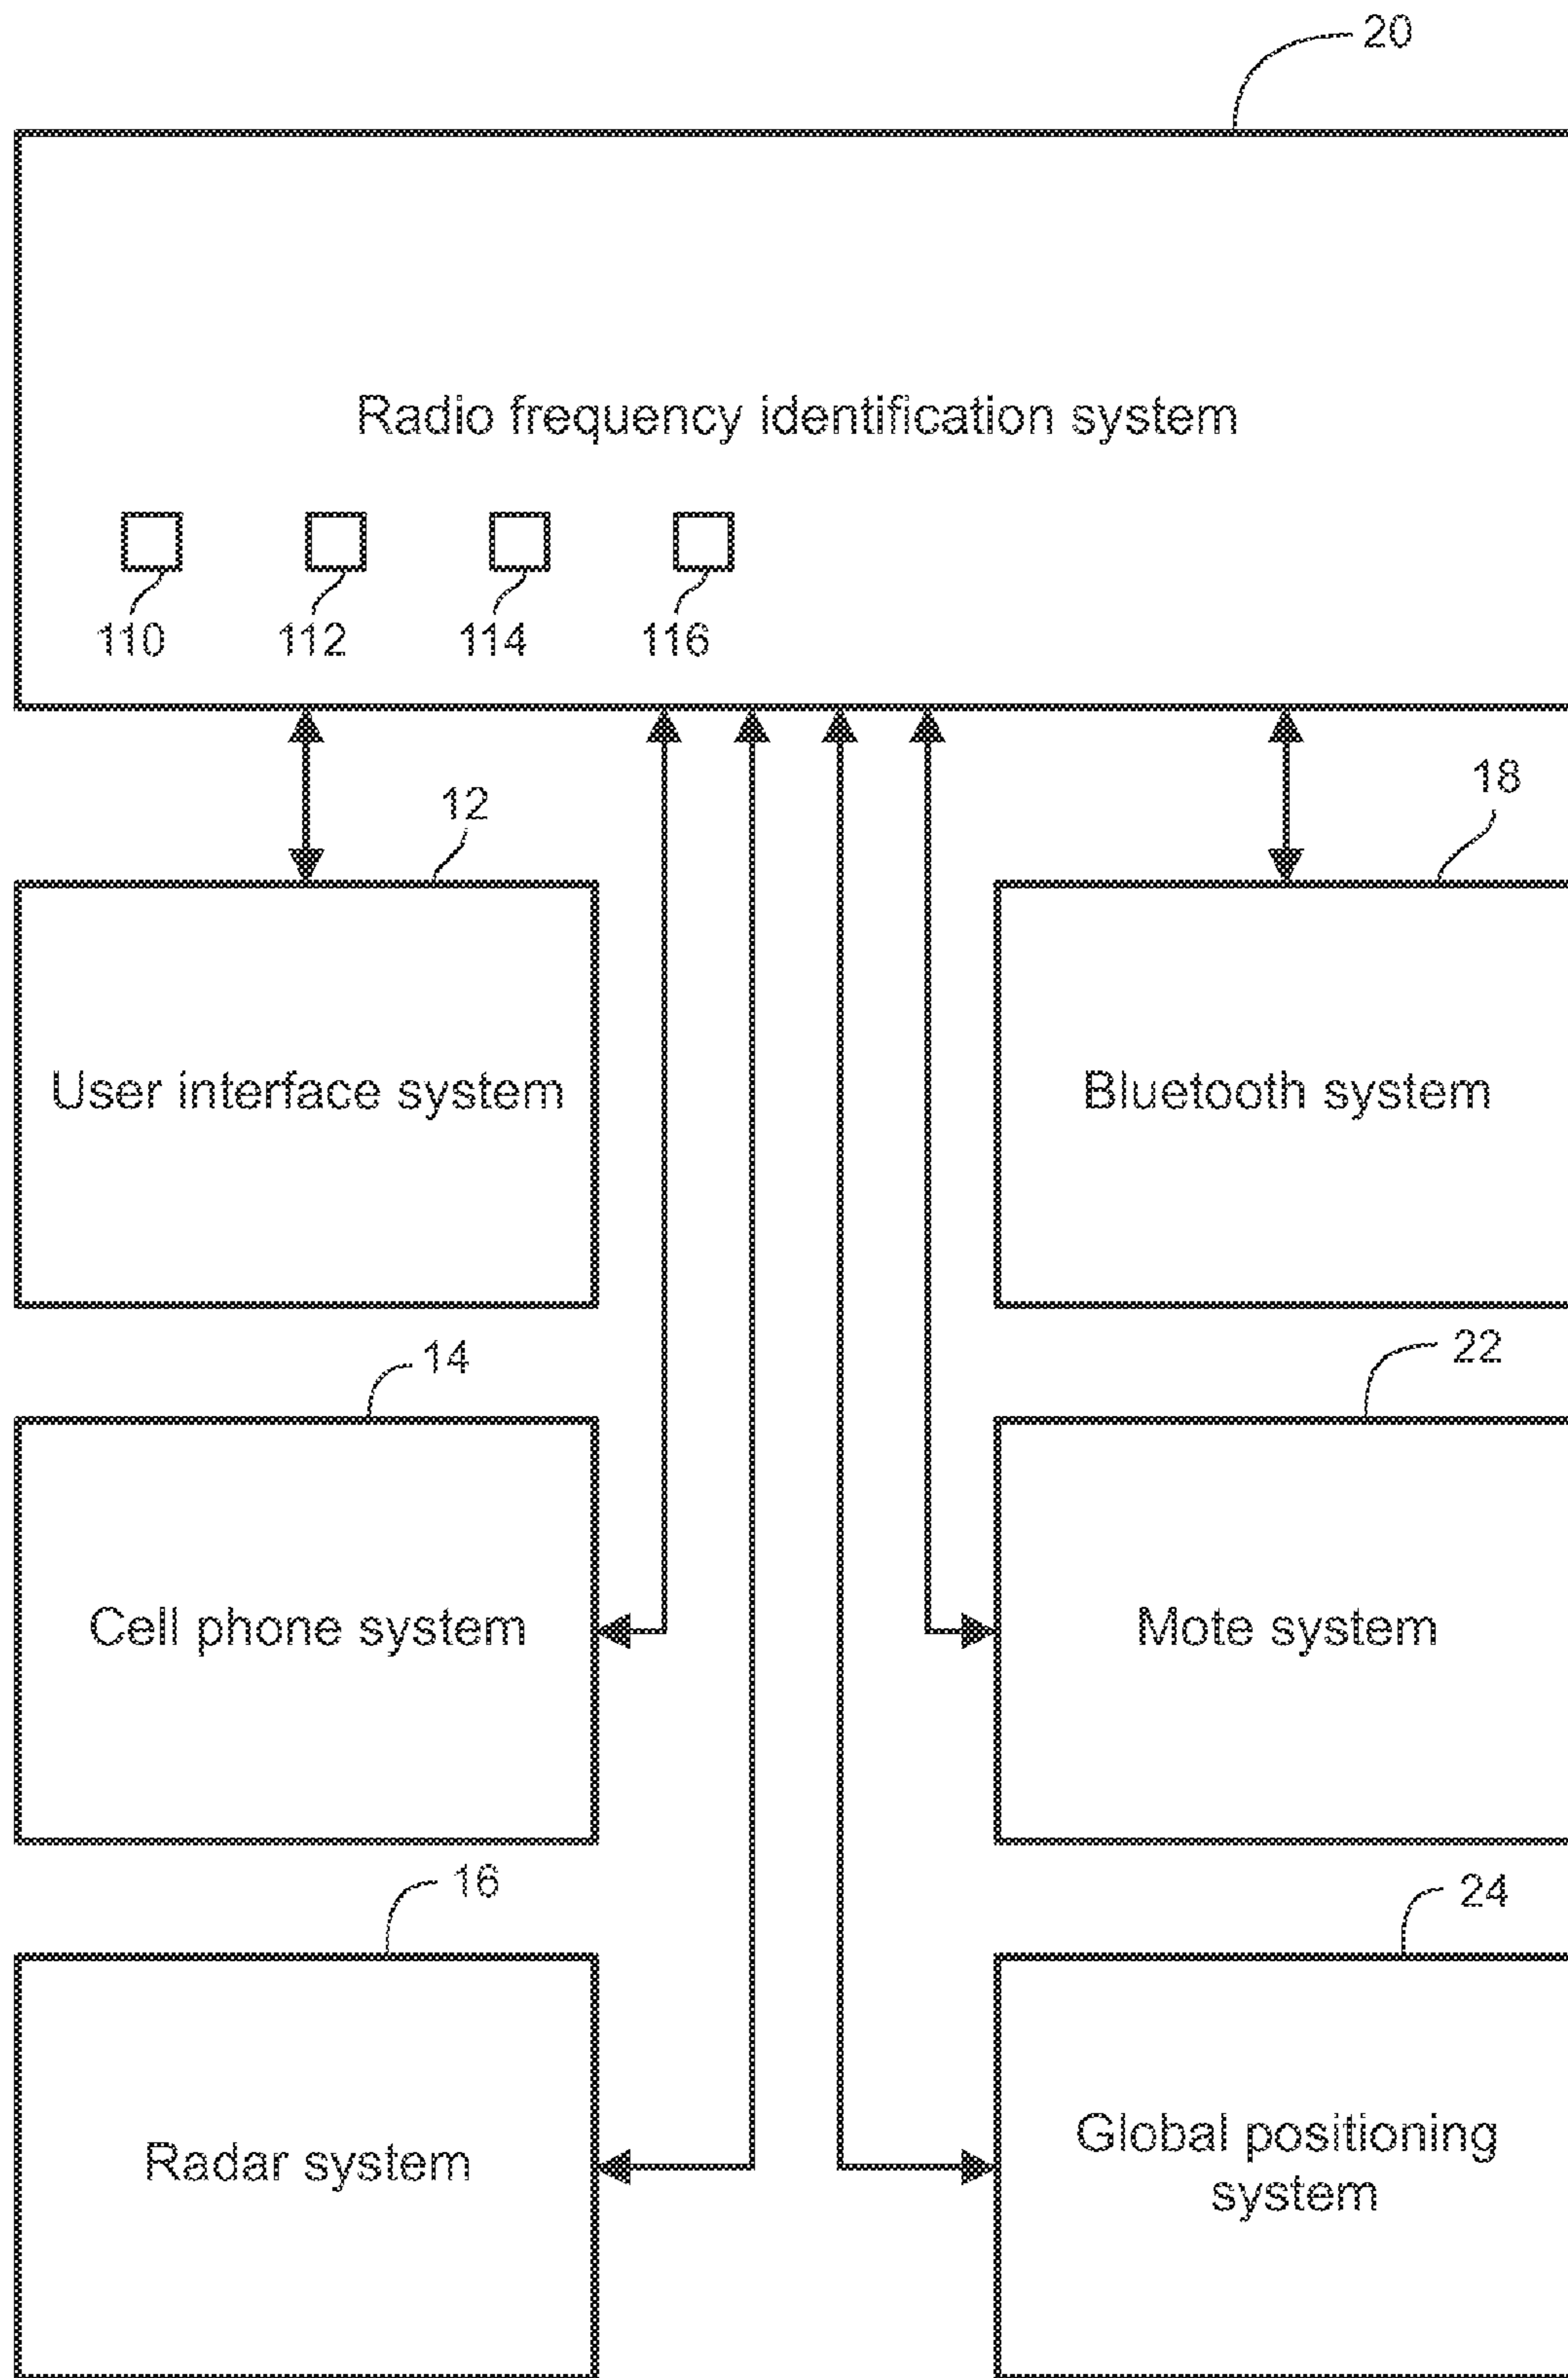 20
Radio frequency identification system
110 112 114 116
12
18
User interface system
Bluetooth system
14
22
Cell phone system
Mote system
16
24
Radar system
Global positioning
system